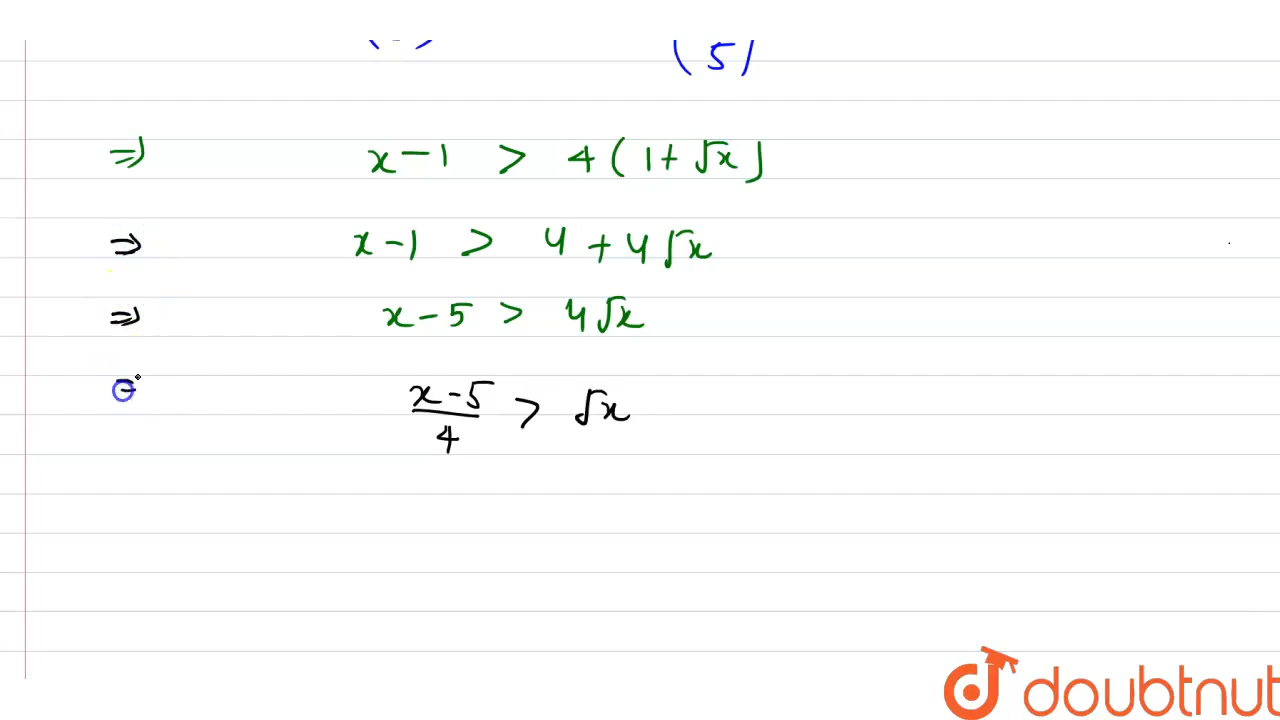 (5)
⇒ x - 1 > 4 ( 1 + √x )
⇒ x - 1 > 4 + 4√x
⇒ x - 5 > 4√x
= (x - 5)/4 > √x
doubtnut